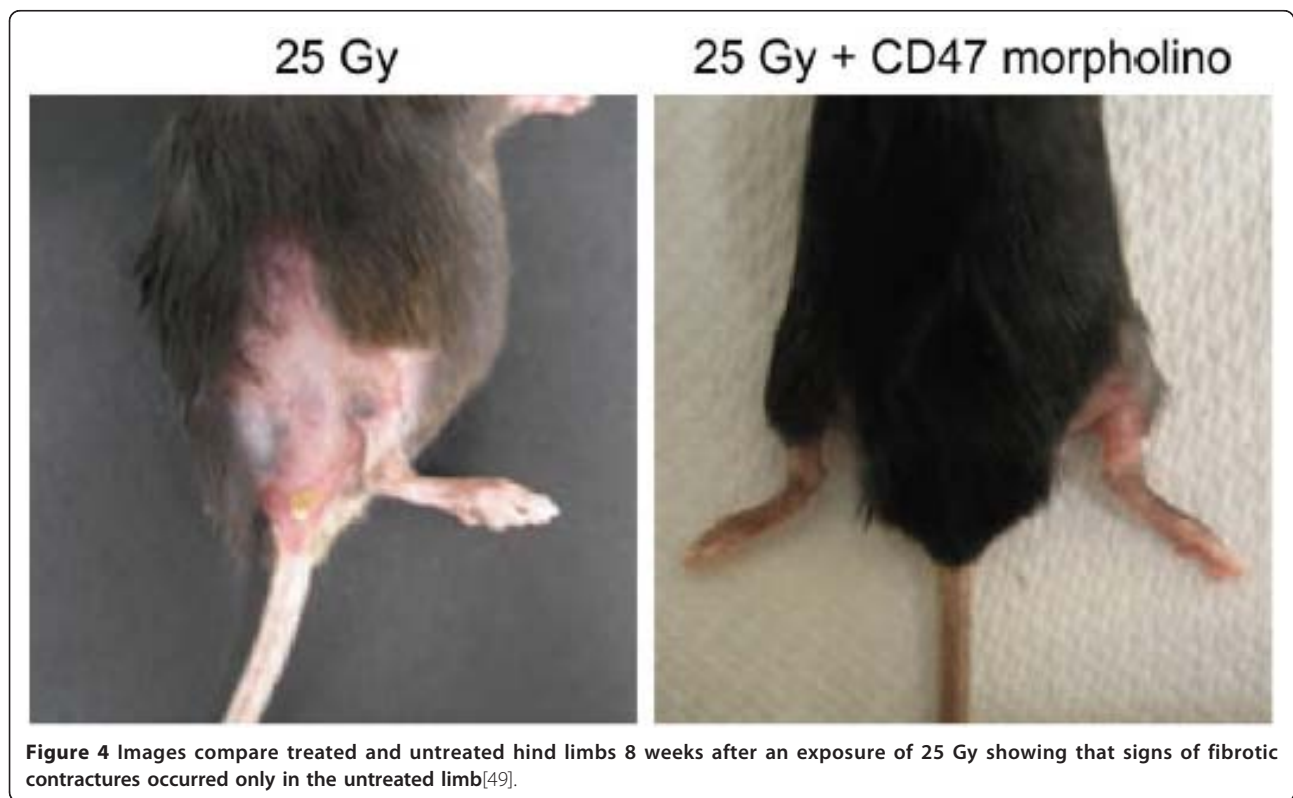 25 Gy
25 Gy + CD47 morpholino
Figure 4 Images compare treated and untreated hind limbs 8 weeks after an exposure of 25 Gy showing that signs of fibrotic
contractures occurred only in the untreated limb[49].